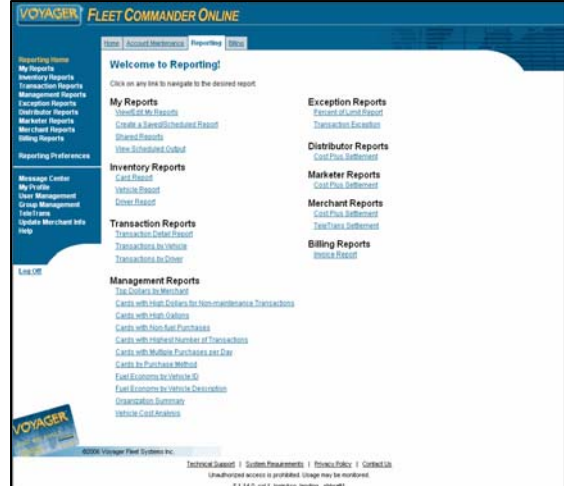 VOYAGER FLEET COMMANDER ONLINE
Home Account Maintenance Reporting Billing
Reporting Home
My Reports
Inventory Reports
Transaction Reports
Management Reports
Exception Reports
Distributor Reports
Marketer Reports
Merchant Reports
Billing Reports
Reporting Preferences
Message Center
My Profile
User Management
Group Management
TeleTrans
Update Merchant Info
Help
Log Off
Welcome to Reporting!
Click on any link to navigate to the desired report.
My Reports
View/Edit My Reports
Create a Saved/Scheduled Report
Shared Reports
View Scheduled Output
Inventory Reports
Card Report
Vehicle Report
Driver Report
Transaction Reports
Transaction Detail Report
Transactions by Vehicle
Transactions by Driver
Management Reports
Top Dollars by Merchant
Cards with High Dollars for Non-maintenance Transactions
Cards with High Gallons
Cards with Non-fuel Purchases
Cards with Highest Number of Transactions
Cards with Multiple Purchases per Day
Cards by Purchase Method
Fuel Economy by Vehicle ID
Fuel Economy by Vehicle Description
Organization Summary
Vehicle Cost Analysis
Exception Reports
Percent of Limit Report
Transaction Exception
Distributor Reports
Cost Plus Settlement
Marketer Reports
Cost Plus Settlement
Merchant Reports
Cost Plus Settlement
TeleTrans Settlement
Billing Reports
Invoice Report
VOYAGER
©2006 Voyager Fleet Systems Inc.
Technical Support | System Requirements | Privacy Policy | Contact Us
Unauthorized access is prohibited. Usage may be monitored.